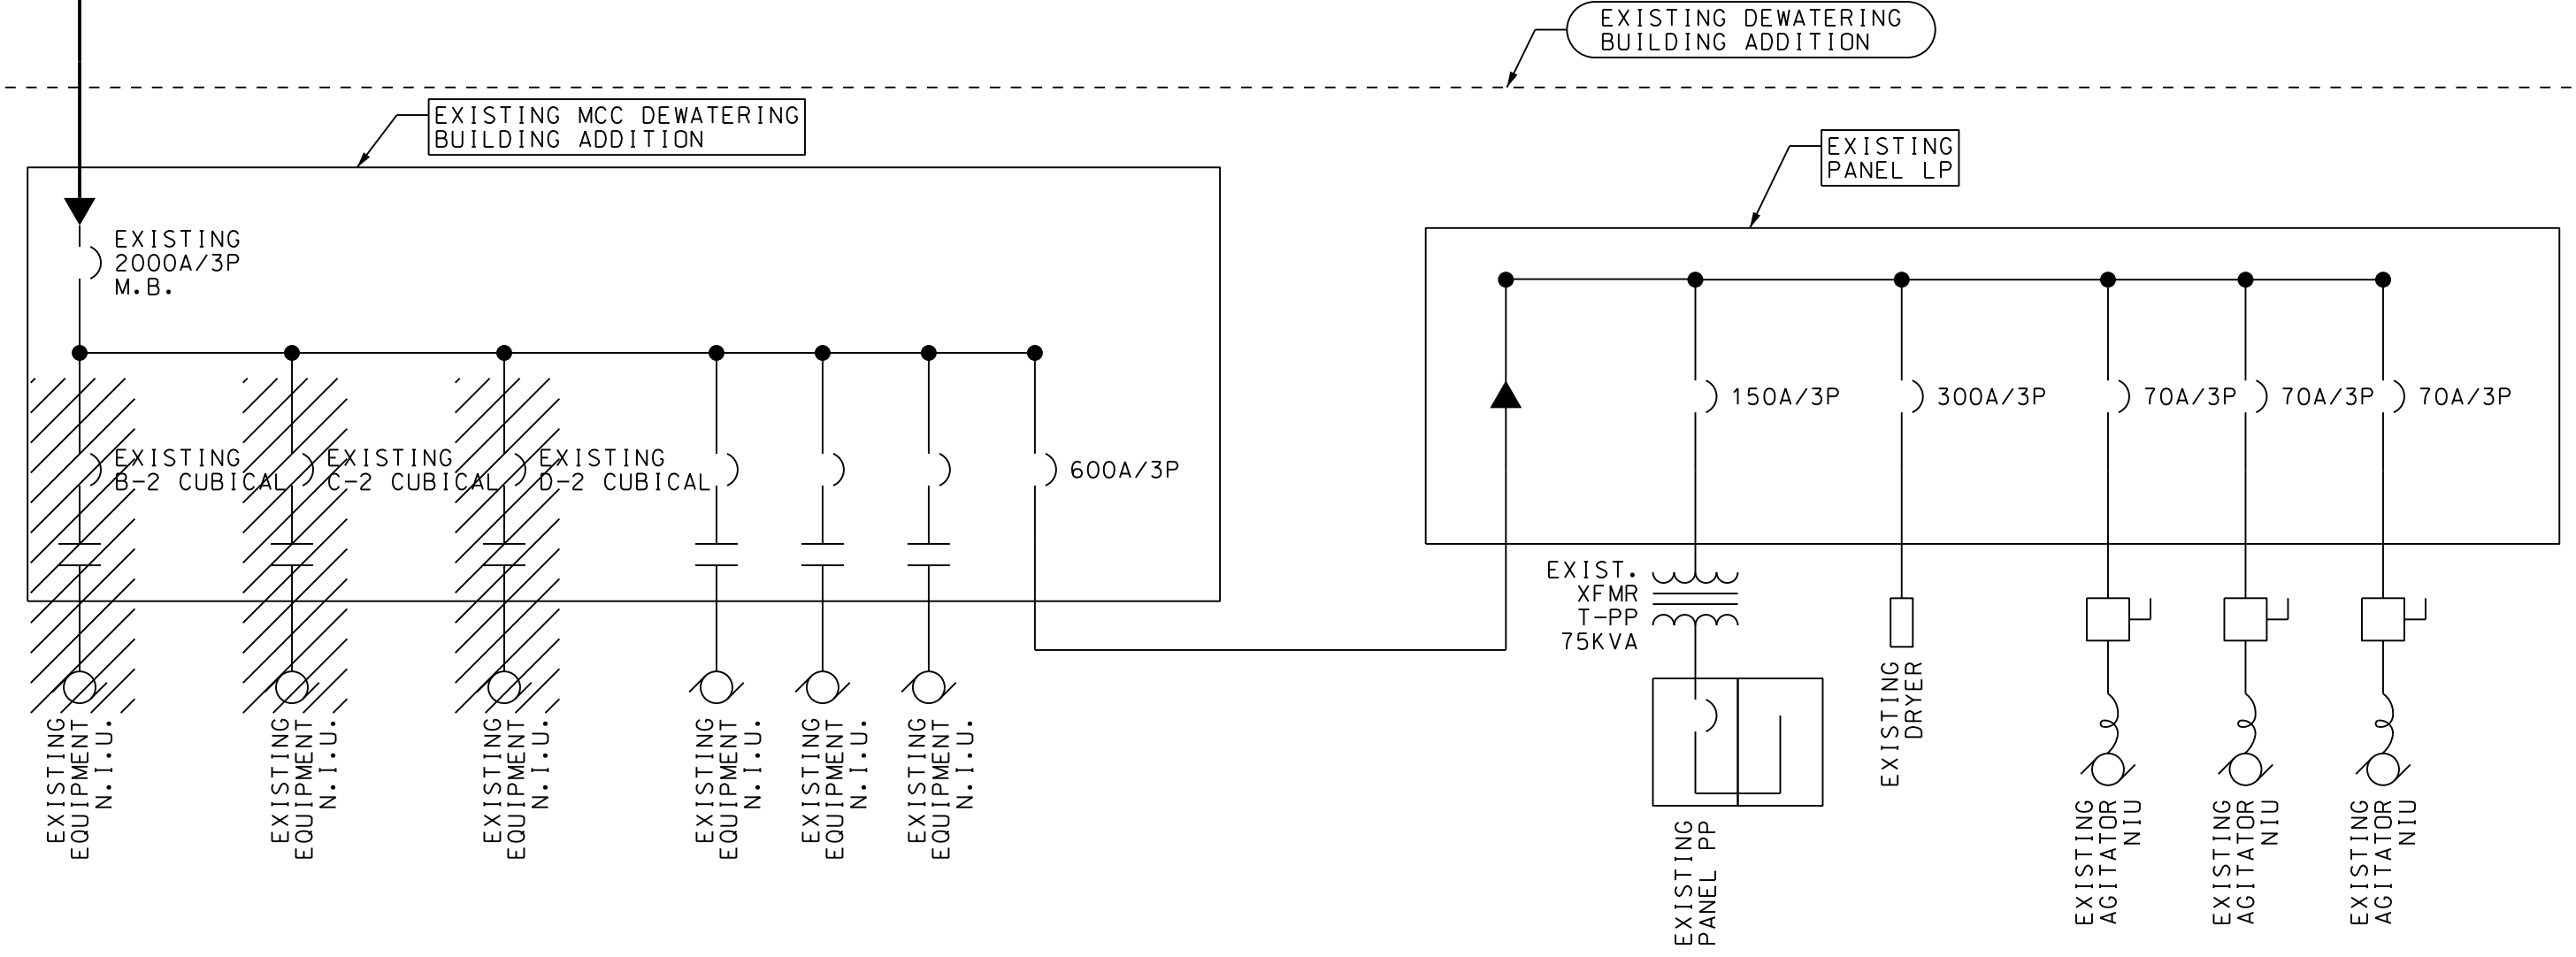 EXISTING DEWATERING
BUILDING ADDITION
EXISTING MCC DEWATERING
BUILDING ADDITION
EXISTING
PANEL LP
EXISTING
2000A/3P
M.B.
EXISTING
B-2 CUBICAL
EXISTING
C-2 CUBICAL
EXISTING
D-2 CUBICAL
600A/3P
150A/3P
300A/3P
70A/3P
70A/3P
70A/3P
EXIST.
XFMR
T-PP
75KVA
EXISTING
EQUIPMENT
N.I.U.
EXISTING
EQUIPMENT
N.I.U.
EXISTING
EQUIPMENT
N.I.U.
EXISTING
EQUIPMENT
N.I.U.
EXISTING
EQUIPMENT
N.I.U.
EXISTING
EQUIPMENT
N.I.U.
EXISTING
PANEL PP
EXISTING
DRYER
EXISTING
AGITATOR
NIU
EXISTING
AGITATOR
NIU
EXISTING
AGITATOR
NIU